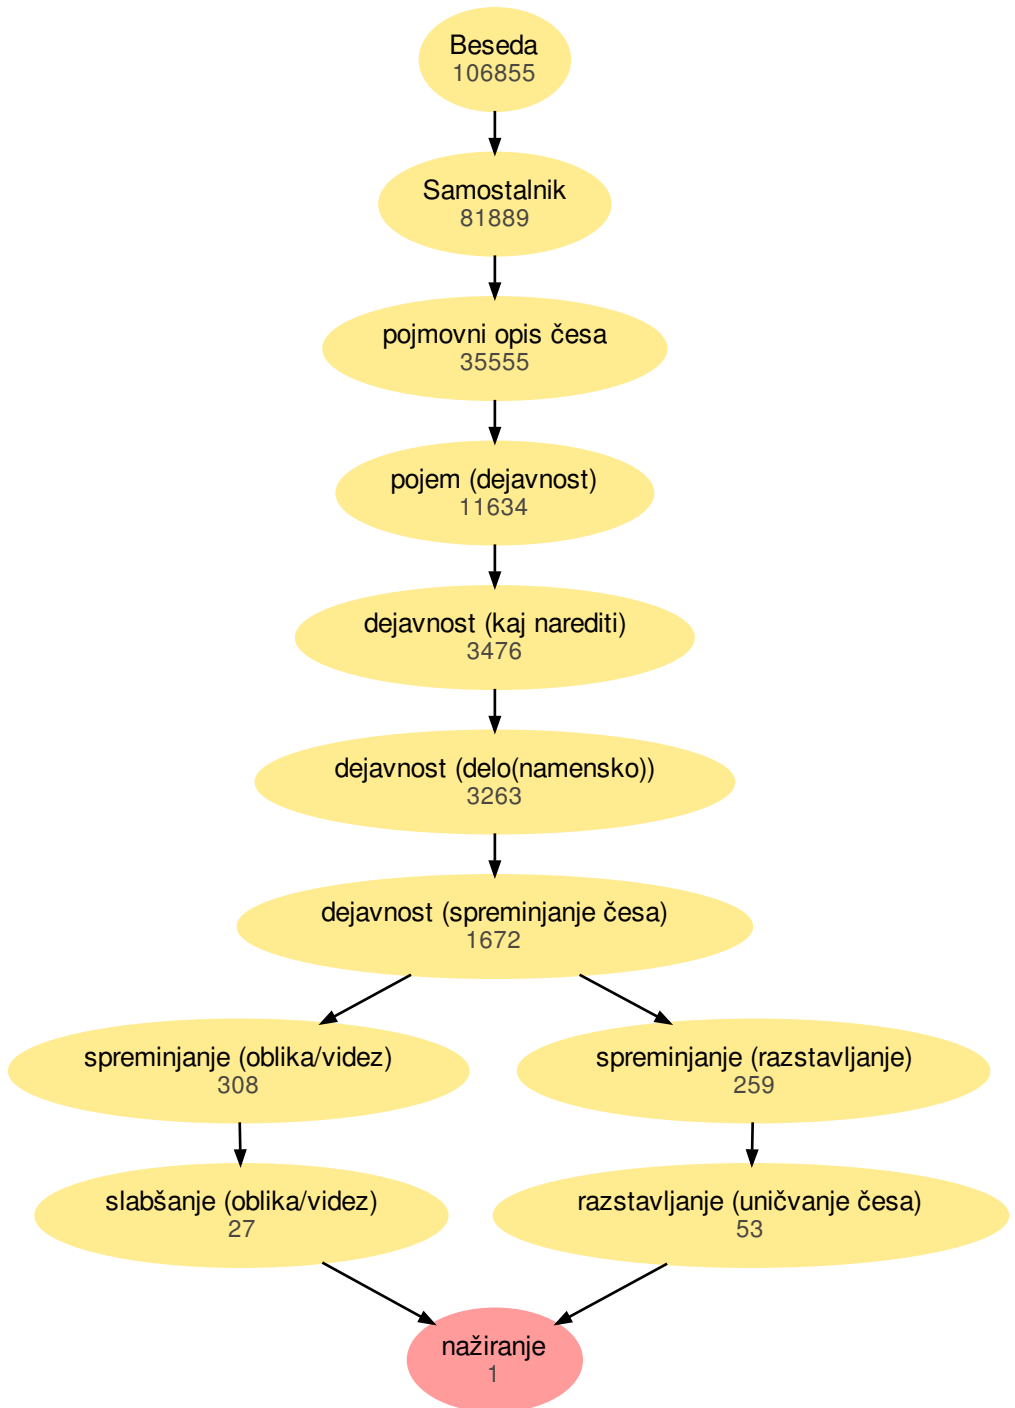 Beseda
106855
Samostalnik
81889
pojmovni opis česa
35555
pojem (dejavnost)
11634
dejavnost (kaj narediti)
3476
dejavnost (delo(namensko))
3263
dejavnost (spreminjanje česa)
1672
spreminjanje (oblika/videz)
308
spreminjanje (razstavljanje)
259
slabšanje (oblika/videz)
27
razstavljanje (uničvanje česa)
53
nažiranje
1